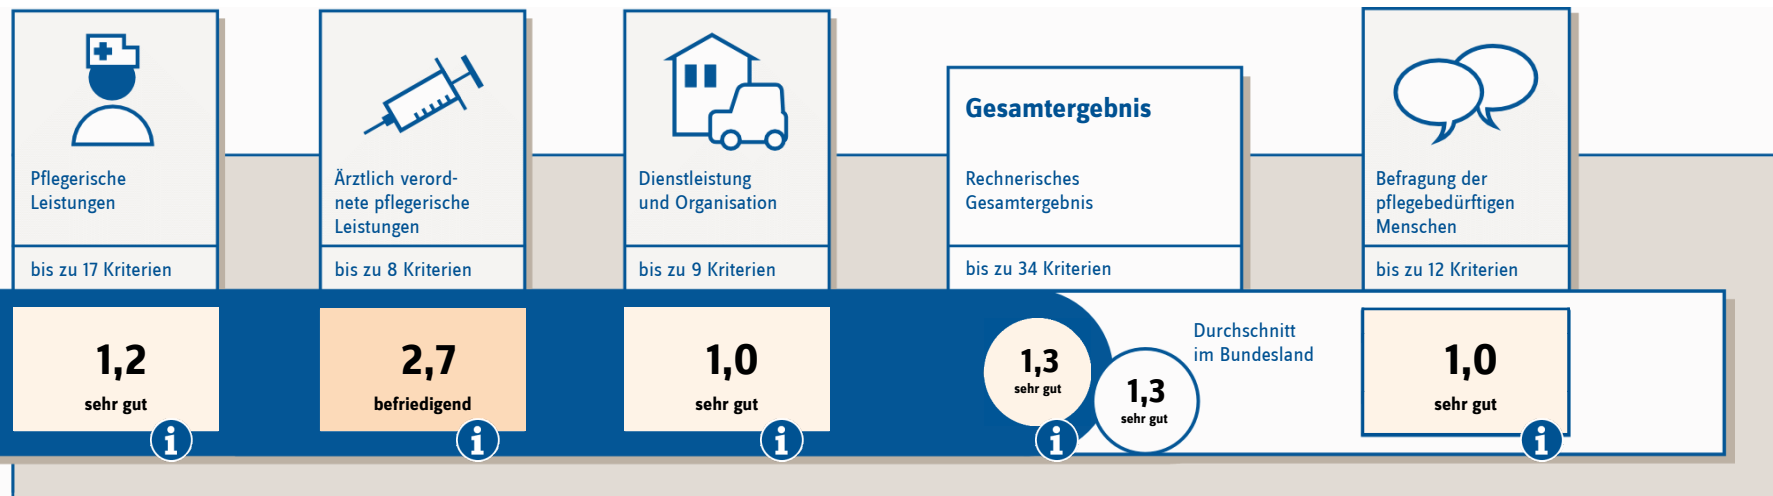 Pflegerische
Leistungen
bis zu 17 Kriterien
1,2
sehr gut
i
Ärztlich verord-
nete pflegerische
Leistungen
bis zu 8 Kriterien
2,7
befriedigend
i
Dienstleistung
und Organisation
bis zu 9 Kriterien
1,0
sehr gut
i
Gesamtergebnis
Rechnerisches
Gesamtergebnis
bis zu 34 Kriterien
1,3
sehr gut
i
Durchschnitt
im Bundesland
1,3
sehr gut
Befragung der
pflegebedürftigen
Menschen
bis zu 12 Kriterien
1,0
sehr gut
i